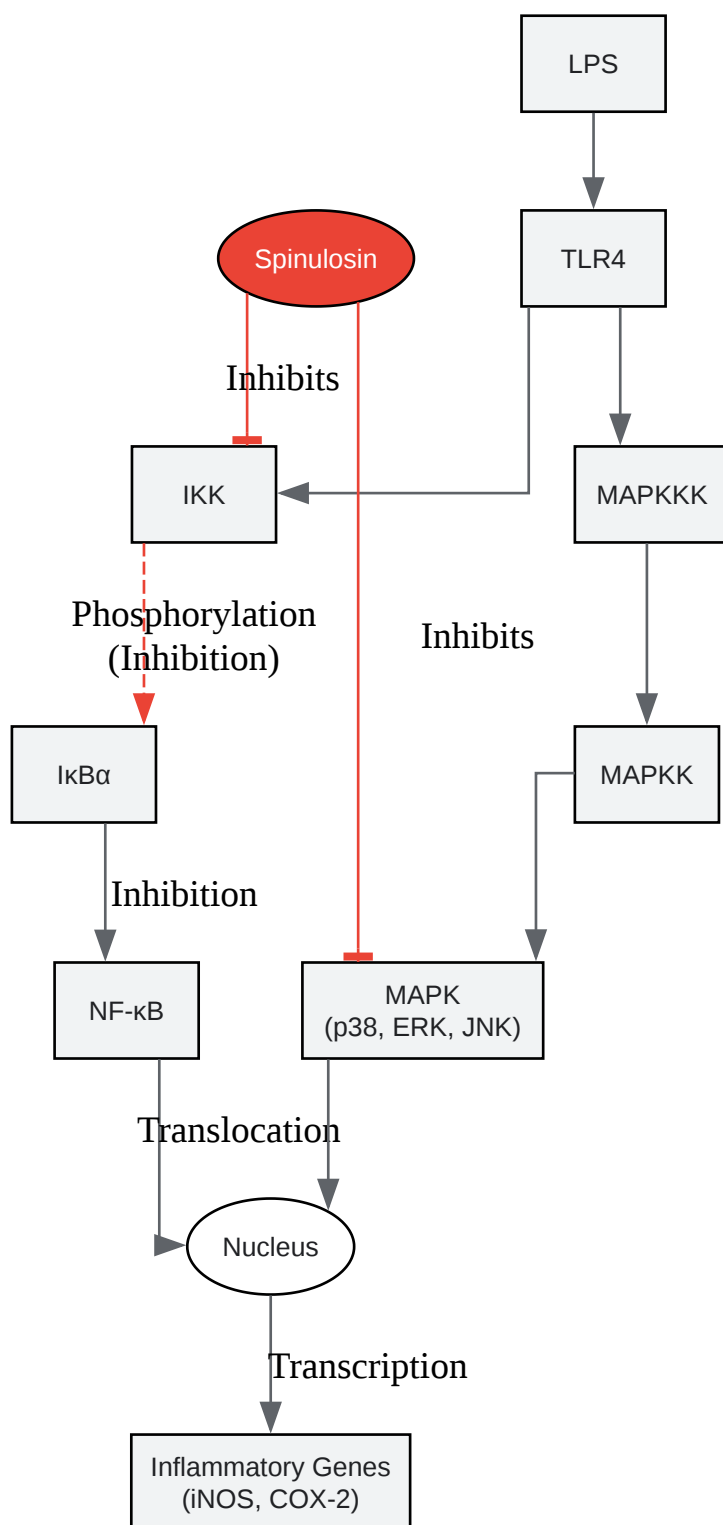 LPS
Spinulosin
TLR4
Inhibits
IKK
MAPKKK
Phosphorylation
(Inhibition)
Inhibits
IκBα
MAPKK
Inhibition
NF-κB
MAPK
(p38, ERK, JNK)
Translocation
Nucleus
Transcription
Inflammatory Genes
(iNOS, COX-2)